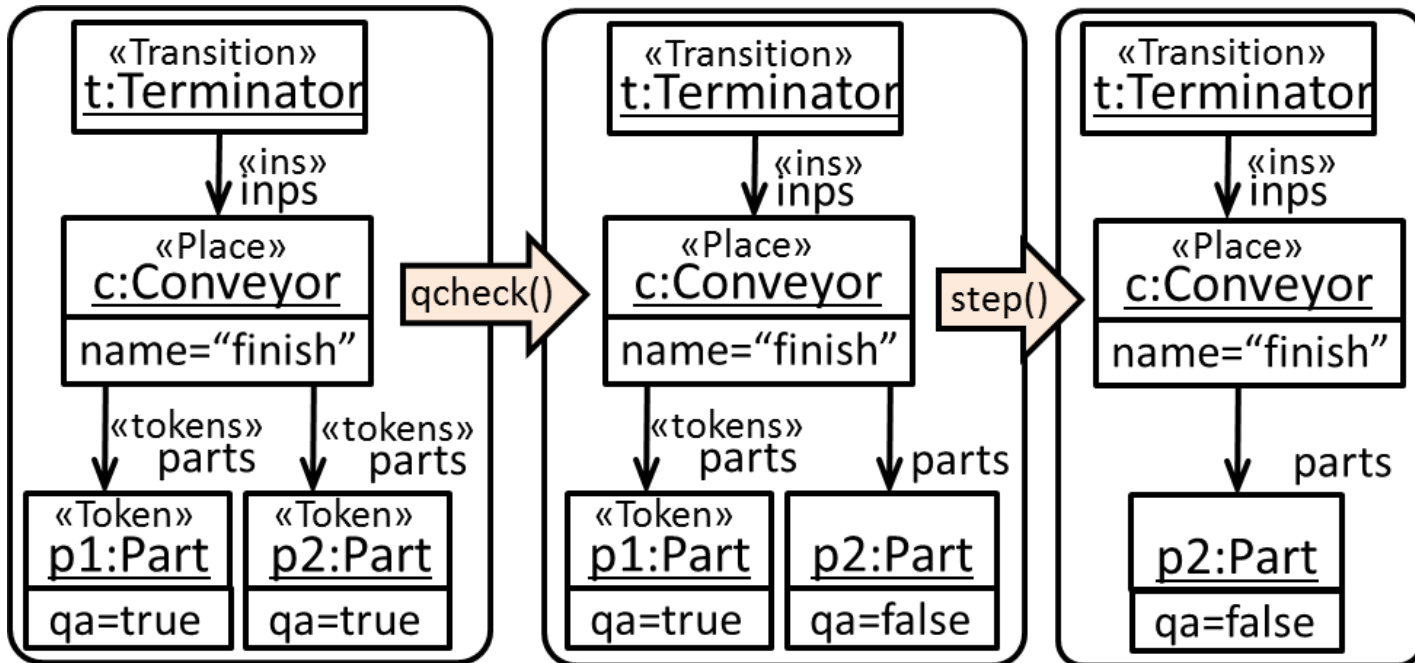 «Transition»
t:Terminator
«ins»
inps
«Place»
c:Conveyor
name=“finish”
«tokens»
parts
«tokens»
parts
«Token»
p1:Part
qa=true
«Token»
p2:Part
qa=true
qcheck()
«Transition»
t:Terminator
«ins»
inps
«Place»
c:Conveyor
name=“finish”
«tokens»
parts
parts
«Token»
p1:Part
qa=true
p2:Part
qa=false
step()
«Transition»
t:Terminator
«ins»
inps
«Place»
c:Conveyor
name=“finish”
parts
p2:Part
qa=false